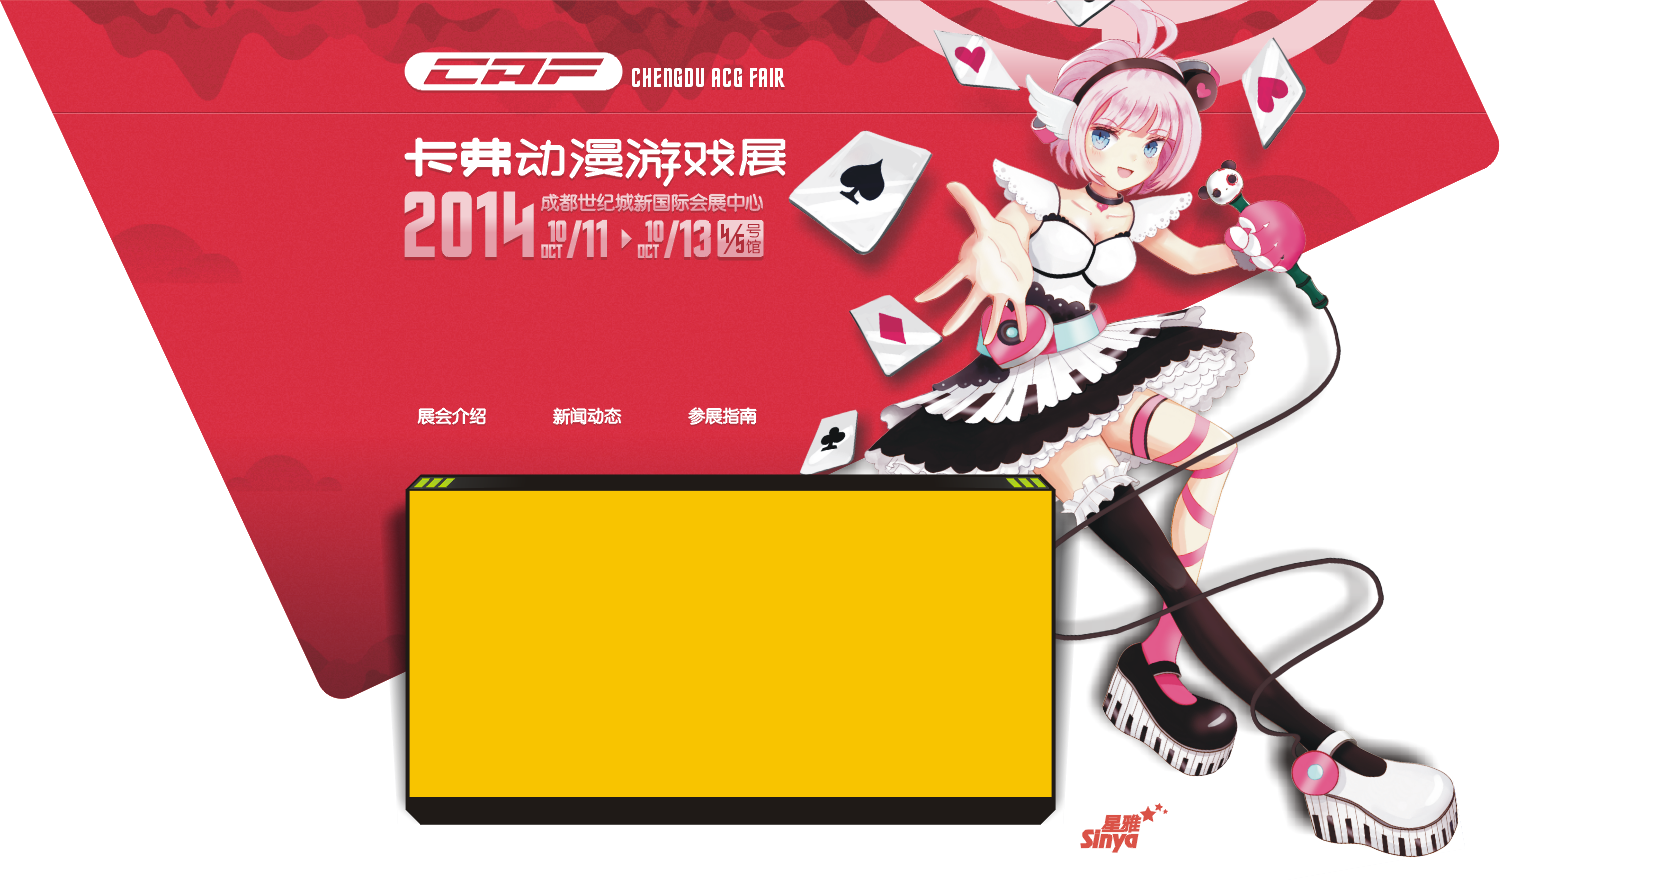 CAF CHENGDU ACG FAIR
卡弗动漫游戏展
2014 成都世纪城新国际会展中心
10 OCT/11 10 OCT/13 4/5号馆
展会介绍 新闻动态 参展指南
星雅
Sinya